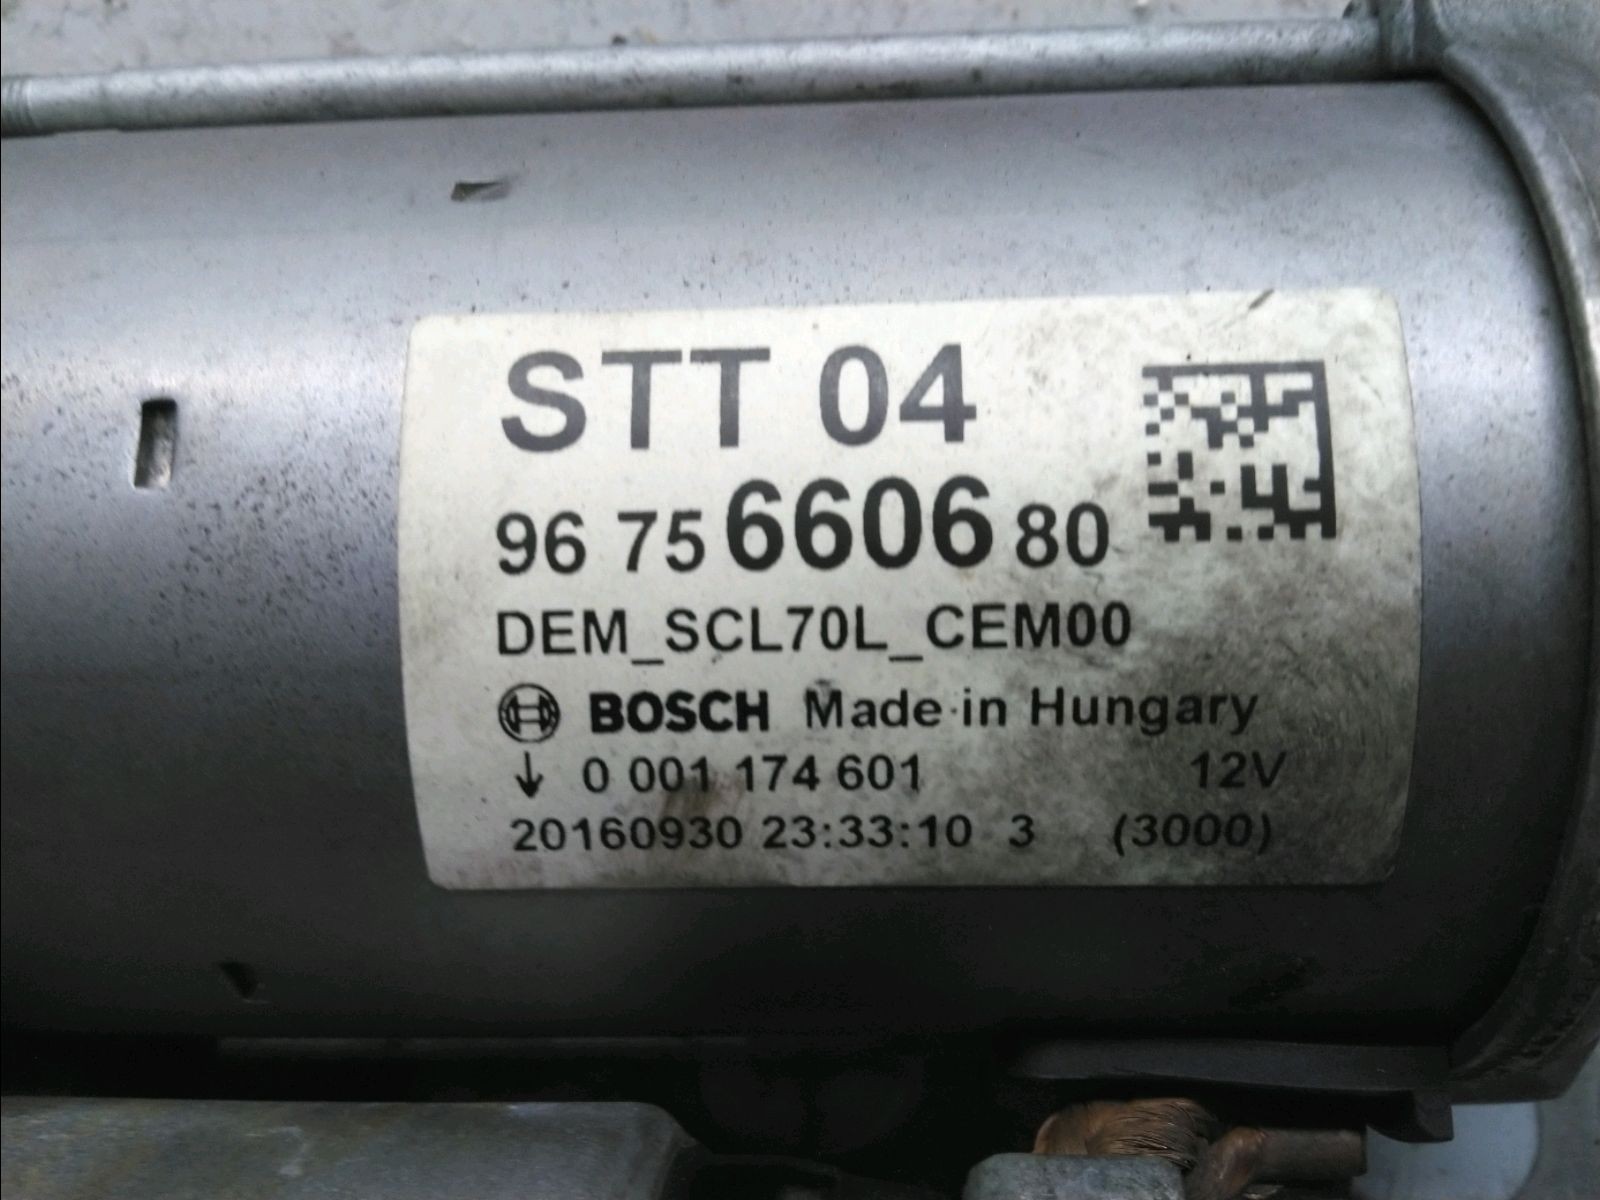 STT 04
96 75 6606 80
DEM_SCL70L_CEM00
BOSCH Made in Hungary
↓ 0 001 174 601 12V
20160930 23:33:10 3 (3000)